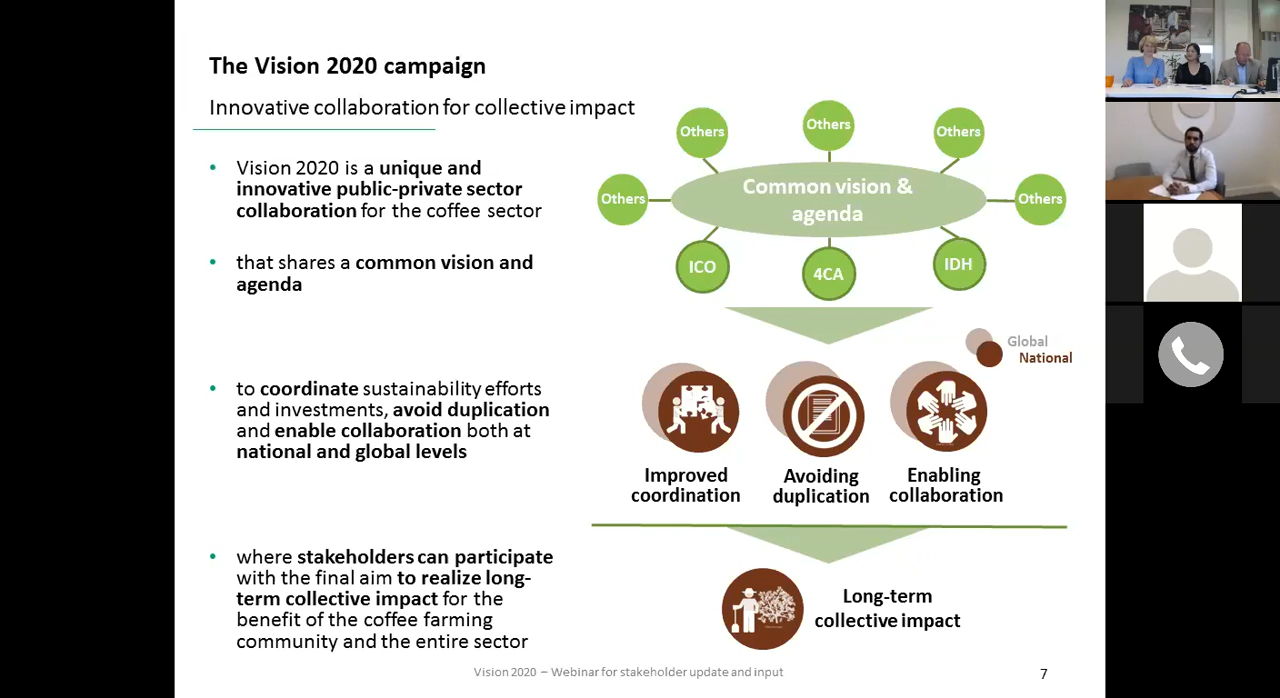 The Vision 2020 campaign
Innovative collaboration for collective impact
• Vision 2020 is a unique and
innovative public-private sector
collaboration for the coffee sector
• that shares a common vision and
agenda
• to coordinate sustainability efforts
and investments, avoid duplication
and enable collaboration both at
national and global levels
• where stakeholders can participate
with the final aim to realize long-
term collective impact for the
benefit of the coffee farming
community and the entire sector
Others
Others
Others
Others
Common vision &
agenda
Others
ICO
4CA
IDH
Global
National
Improved
coordination
Avoiding
duplication
Enabling
collaboration
Long-term
collective impact
Vision 2020 – Webinar for stakeholder update and input
7